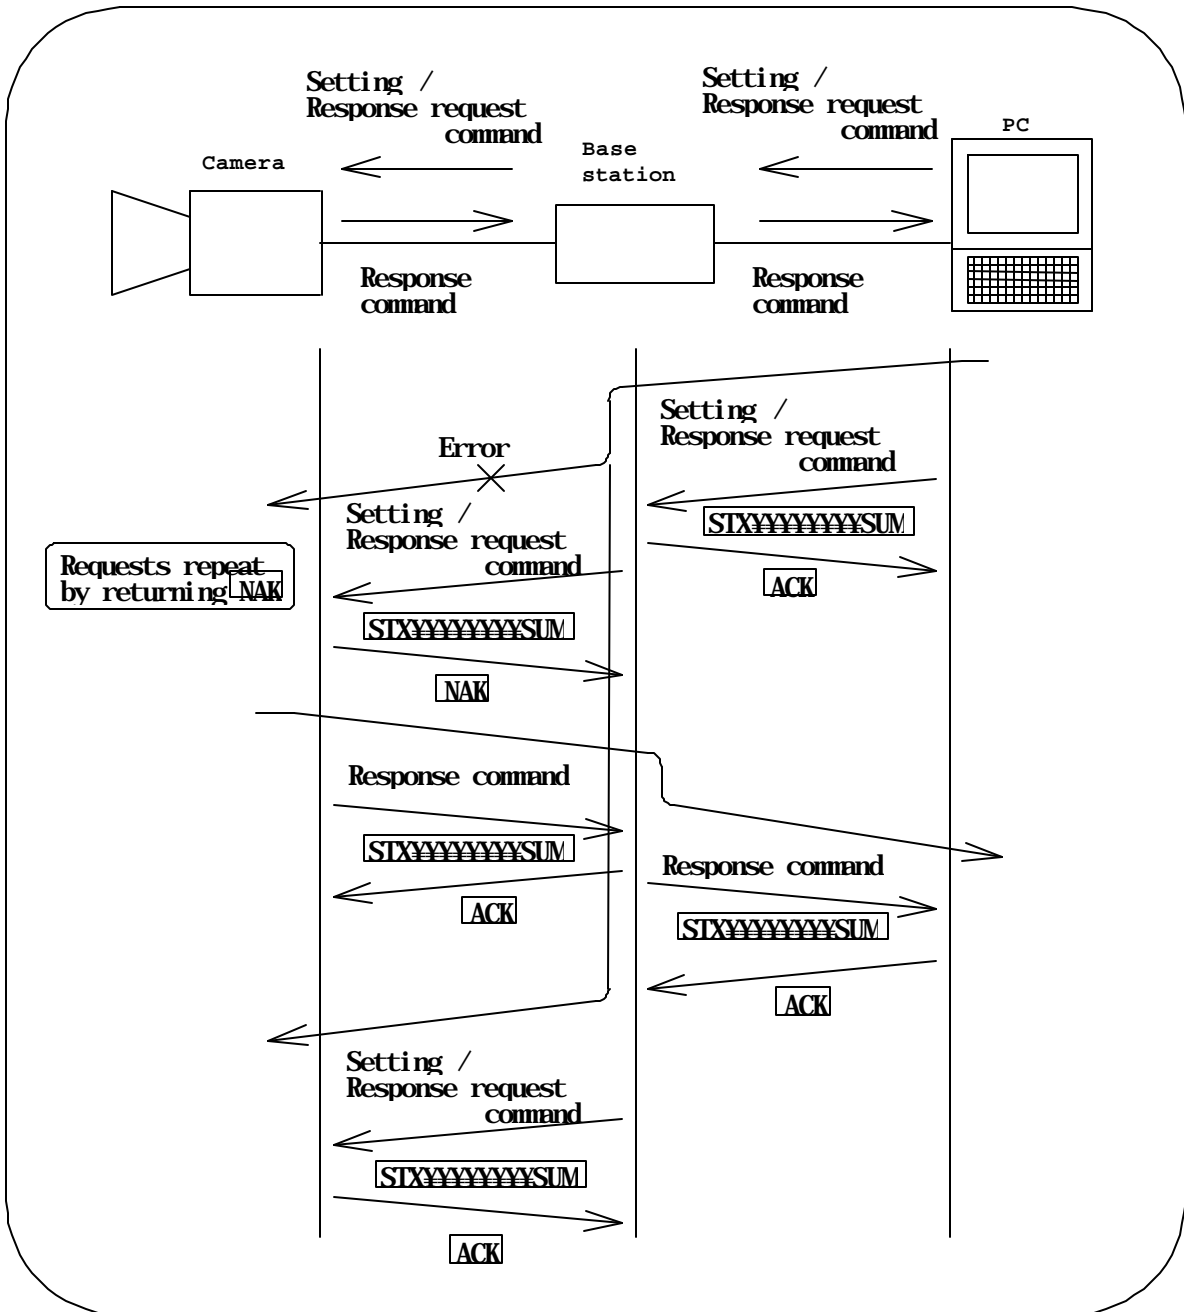 Setting /
Response request
command
Setting /
Response request
command
PC
Camera
Base
station
Response
command
Response
command
Setting /
Response request
command
Error
STX¥¥¥¥¥¥¥¥SUM
Setting /
Response request
command
Requests repeat
by returning NAK
ACK
STX¥¥¥¥¥¥¥¥SUM
NAK
Response command
STX¥¥¥¥¥¥¥¥SUM
Response command
ACK
STX¥¥¥¥¥¥¥¥SUM
ACK
Setting /
Response request
command
STX¥¥¥¥¥¥¥¥SUM
ACK